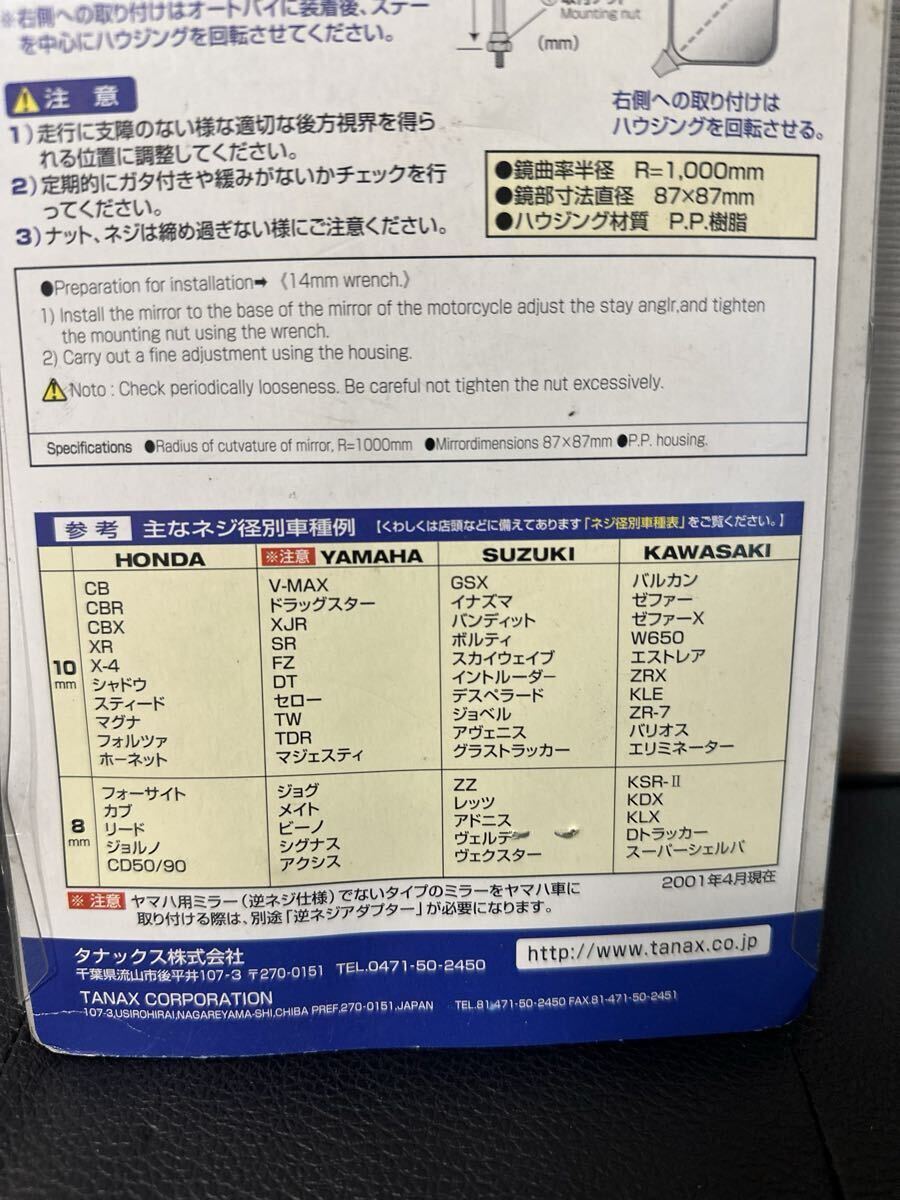 ※右側への取り付けはオートバイに装着後、ステー
を中心にハウジングを回転させてください。
Mounting nut
(mm)
右側への取り付けは
ハウジングを回転する。
注 意
1）走行に支障のない様な適切な後方視界を得ら
れる位置に調整してください。
2）定期的にガタ付きや緩みがないかチェックを行
ってください。
3）ナット、ネジは締め過ぎない様にご注意ください。
●鏡曲率半径 R=1,000mm
●鏡部寸法直径 87×87mm
●ハウジング材質 P.P.樹脂
●Preparation for installation➡ 《14mm wrench.》
1) Install the mirror to the base of the mirror of the motorcycle adjust the stay anglr,and tighten
the mounting nut using the wrench.
2) Carry out a fine adjustment using the housing.
Noto : Check periodically looseness. Be careful not tighten the nut excessively.
Specifications ●Radius of cutvature of mirror, R=1000mm ●Mirrordimensions 87×87mm ●P.P. housing.
参 考 主なネジ径別車種例 【くわしくは店頭などに備えてあります「ネジ径別車種表」をご覧ください。】
HONDA ※注意 YAMAHA SUZUKI KAWASAKI
10mm
CB
CBR
CBX
XR
X-4
シャドウ
スティード
マグナ
フォルツァ
ホーネット
V-MAX
ドラッグスター
XJR
SR
FZ
DT
セロー
TW
TDR
マジェスティ
GSX
イナズマ
バンディット
ボルティ
スカイウェイブ
イントルーダー
デスペラード
ジョベル
アヴェニス
グラストラッカー
バルカン
ゼファー
ゼファーX
W650
エストレア
ZRX
KLE
ZR-7
バリオス
エリミネーター
8mm
フォーサイト
カブ
リード
ジョルノ
CD50/90
ジョグ
メイト
ビーノ
シグナス
アクシス
ZZ
レッツ
アドニス
ヴェルデ
ヴェクスター
KSR-Ⅱ
KDX
KLX
Dトラッカー
スーパーシェルパ
2001年4月現在
※ 注意 ヤマハ用ミラー（逆ネジ仕様）でないタイプのミラーをヤマハ車に
取り付ける際は、別途「逆ネジアダプター」が必要になります。
タナックス株式会社
千葉県流山市後平井107-3 〒270-0151 TEL.0471-50-2450
http://www.tanax.co.jp
TANAX CORPORATION
107-3,USIROHIRAI,NAGAREYAMA-SHI,CHIBA PREF,270-0151,JAPAN TEL.81-471-50-2450 FAX.81-471-50-2451